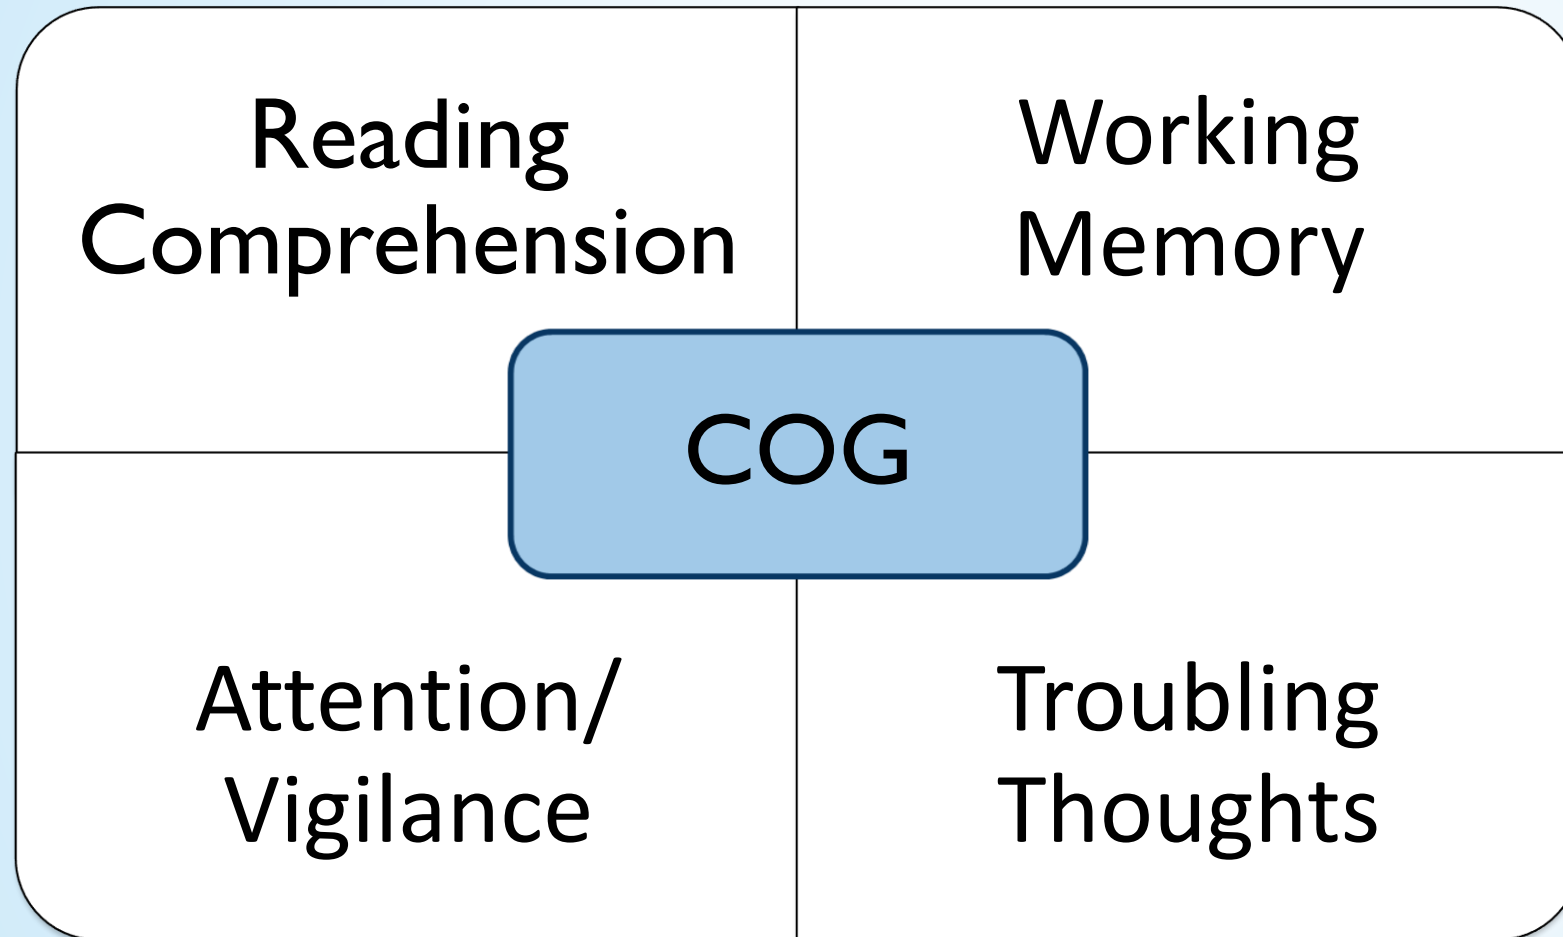 Reading
Comprehension
Working
Memory
COG
Attention/
Vigilance
Troubling
Thoughts